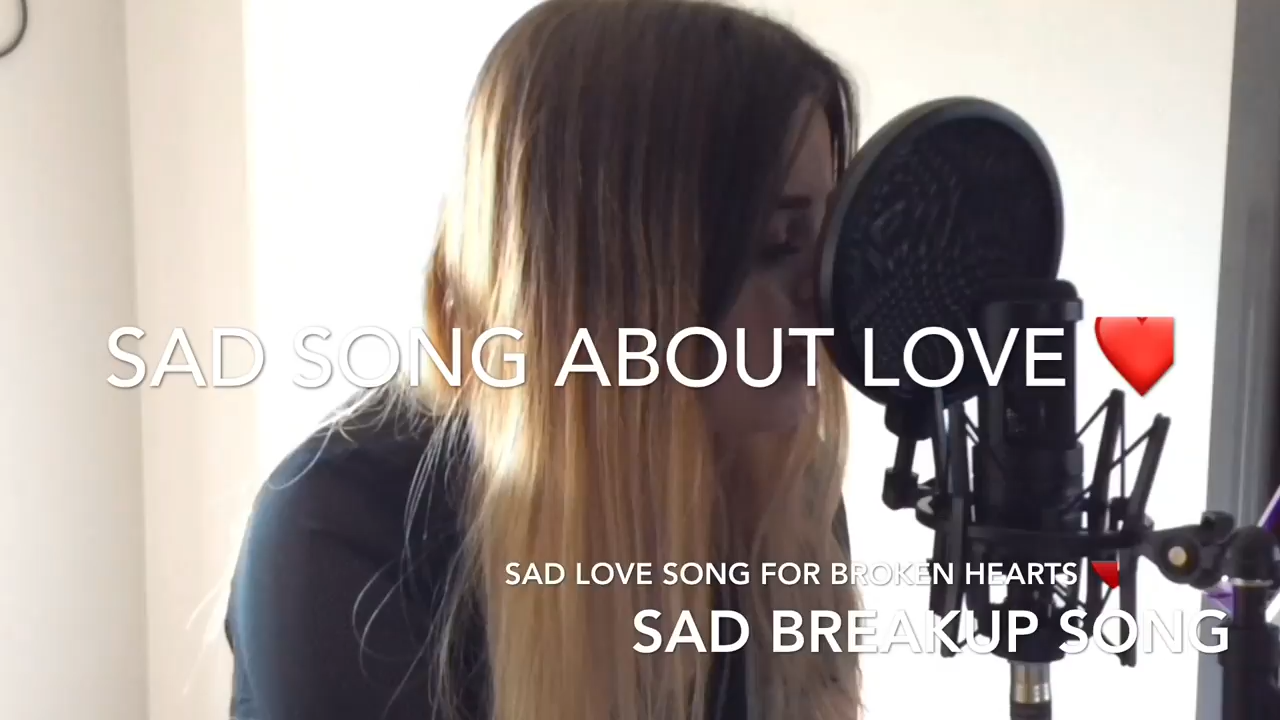 SAD SONG ABOUT LOVE ❤️
SAD LOVE SONG FOR BROKEN HEARTS ❤️
SAD BREAKUP SONG